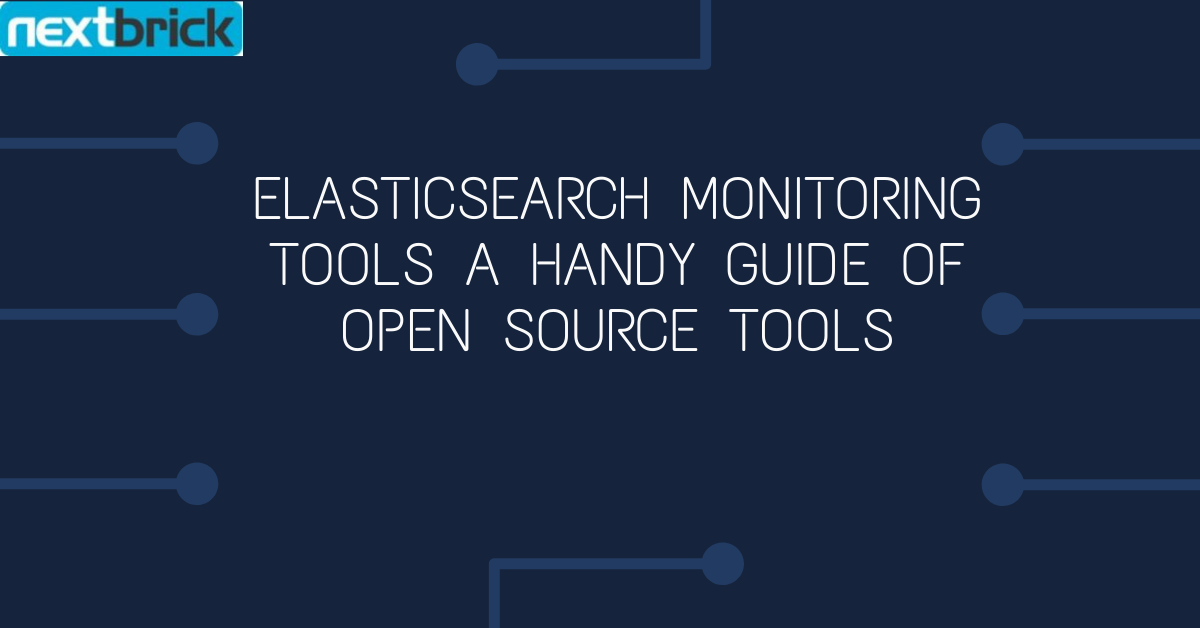 nextbrick
ELASTICSEARCH MONITORING
TOOLS A HANDY GUIDE OF
OPEN SOURCE TOOLS